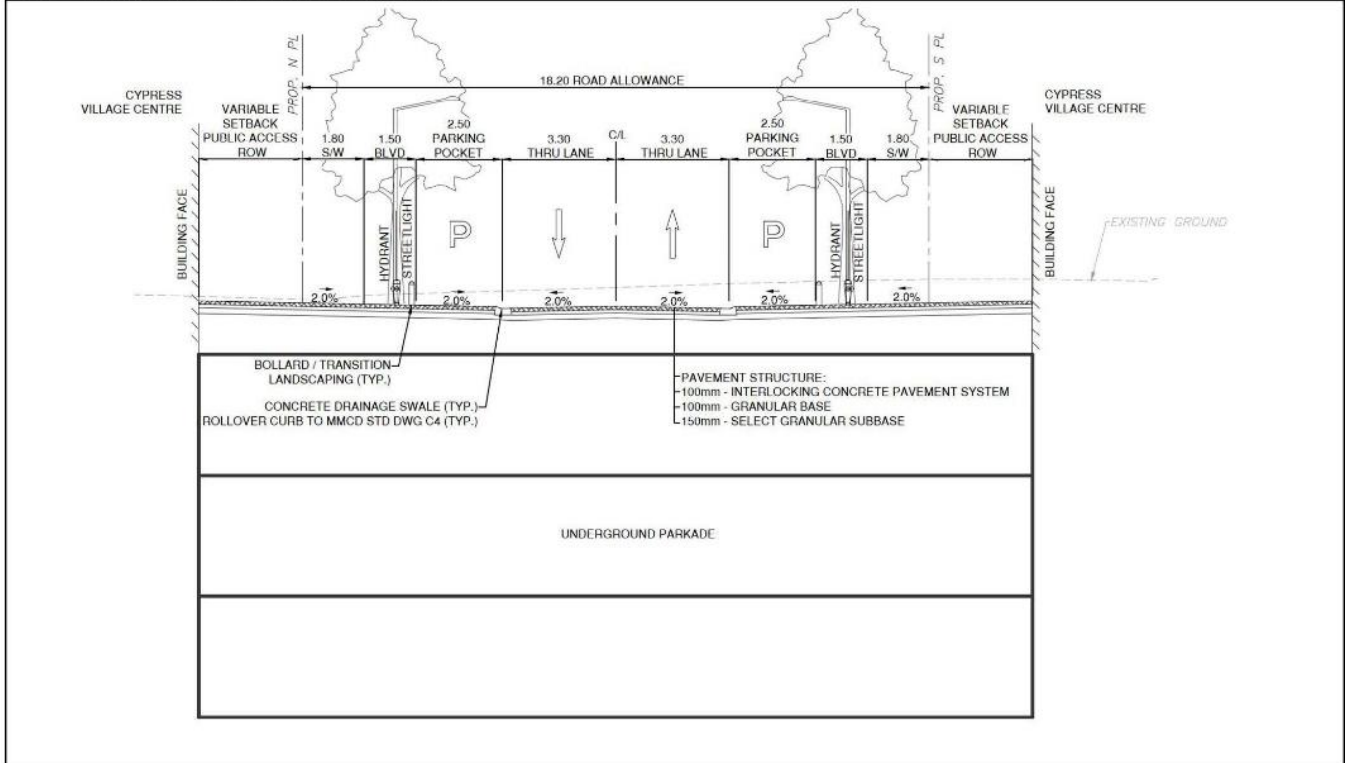 18.20 ROAD ALLOWANCE
PROP. N PL
PROP. S PL
CYPRESS
VILLAGE CENTRE
VARIABLE
SETBACK
PUBLIC ACCESS
ROW
1.80
S/W
1.50
BLVD
2.50
PARKING
POCKET
3.30
THRU LANE
C/L
3.30
THRU LANE
2.50
PARKING
POCKET
1.50
BLVD
1.80
S/W
VARIABLE
SETBACK
PUBLIC ACCESS
ROW
CYPRESS
VILLAGE CENTRE
BUILDING FACE
HYDRANT
STREETLIGHT
P
P
HYDRANT
STREETLIGHT
BUILDING FACE
EXISTING GROUND
2.0%
2.0%
2.0%
2.0%
2.0%
2.0%
BOLLARD / TRANSITION
LANDSCAPING (TYP.)
CONCRETE DRAINAGE SWALE (TYP.)
ROLLOVER CURB TO MMCD STD DWG C4 (TYP.)
PAVEMENT STRUCTURE:
100mm - INTERLOCKING CONCRETE PAVEMENT SYSTEM
100mm - GRANULAR BASE
150mm - SELECT GRANULAR SUBBASE
UNDERGROUND PARKADE